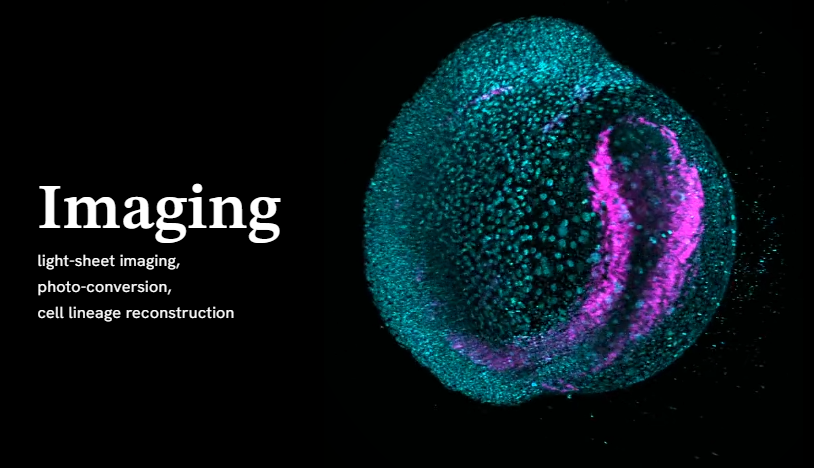 Imaging
light-sheet imaging,
photo-conversion,
cell lineage reconstruction